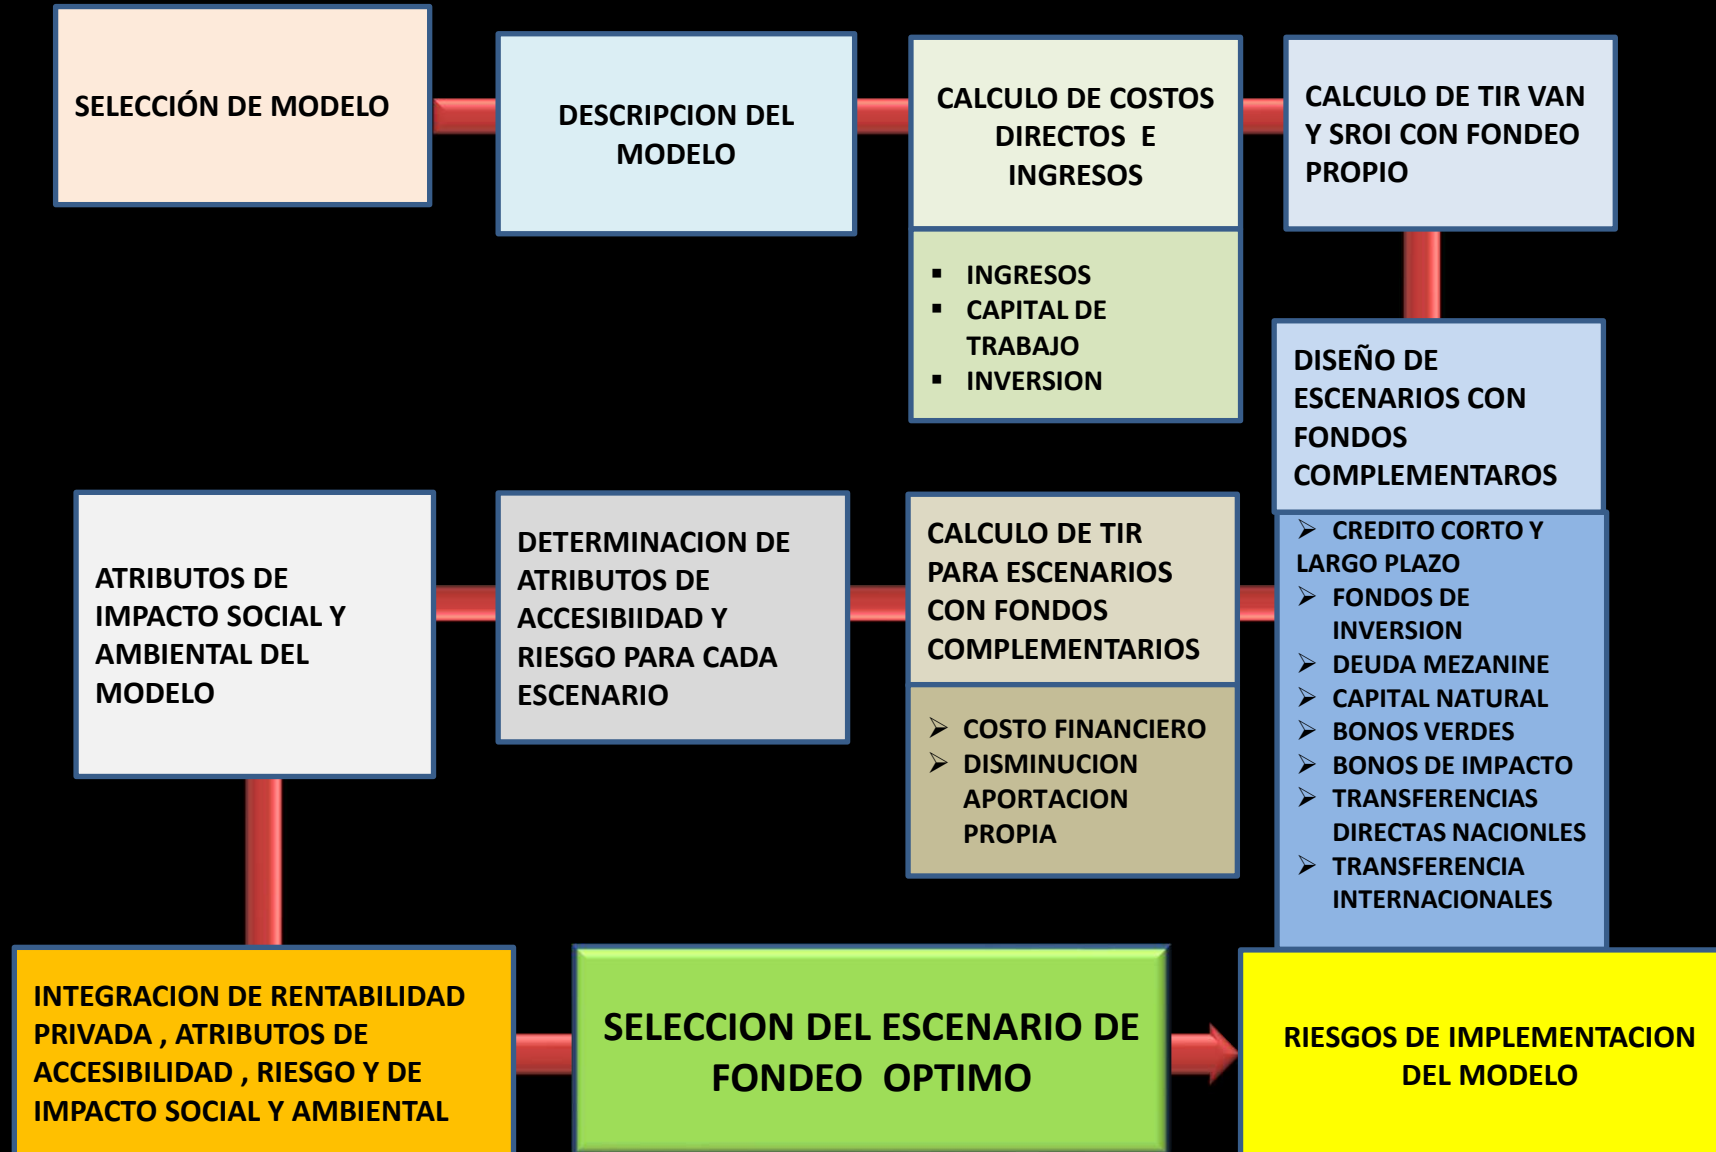 SELECCIÓN DE MODELO
DESCRIPCION DEL
MODELO
CALCULO DE COSTOS
DIRECTOS E
INGRESOS
▪ INGRESOS
▪ CAPITAL DE
TRABAJO
▪ INVERSION
CALCULO DE TIR VAN
Y SROI CON FONDEO
PROPIO
DISEÑO DE
ESCENARIOS CON
FONDOS
COMPLEMENTAROS
➢ CREDITO CORTO Y
LARGO PLAZO
➢ FONDOS DE
INVERSION
➢ DEUDA MEZANINE
➢ CAPITAL NATURAL
➢ BONOS VERDES
➢ BONOS DE IMPACTO
➢ TRANSFERENCIAS
DIRECTAS NACIONLES
➢ TRANSFERENCIA
INTERNACIONALES
CALCULO DE TIR
PARA ESCENARIOS
CON FONDOS
COMPLEMENTARIOS
➢ COSTO FINANCIERO
➢ DISMINUCION
APORTACION
PROPIA
DETERMINACION DE
ATRIBUTOS DE
ACCESIBIIDAD Y
RIESGO PARA CADA
ESCENARIO
ATRIBUTOS DE
IMPACTO SOCIAL Y
AMBIENTAL DEL
MODELO
INTEGRACION DE RENTABILIDAD
PRIVADA , ATRIBUTOS DE
ACCESIBILIDAD , RIESGO Y DE
IMPACTO SOCIAL Y AMBIENTAL
SELECCION DEL ESCENARIO DE
FONDEO OPTIMO
RIESGOS DE IMPLEMENTACION
DEL MODELO